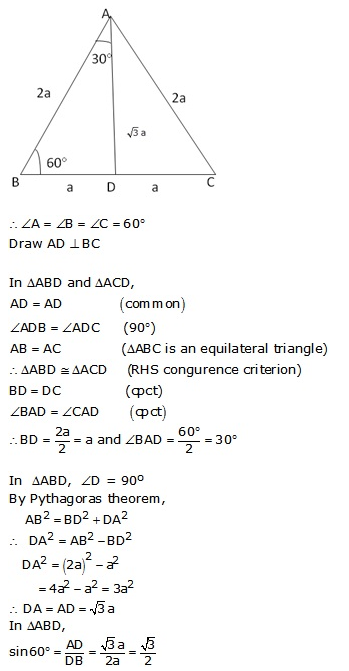 A
30°
2a
2a
√3 a
60°
B
a
D
a
C
∴ ∠A = ∠B = ∠C = 60°
Draw AD ⊥ BC
In ΔABD and ΔACD,
AD = AD (common)
∠ADB = ∠ADC (90°)
AB = AC (ΔABC is an equilateral triangle)
∴ ΔABD ≅ ΔACD (RHS congurence criterion)
BD = DC (cpct)
∠BAD = ∠CAD (cpct)
∴ BD = 2a/2 = a and ∠BAD = 60°/2 = 30°
In ΔABD, ∠D = 90°
By Pythagoras theorem,
AB² = BD² + DA²
∴ DA² = AB² − BD²
DA² = (2a)² − a²
= 4a² − a² = 3a²
∴ DA = AD = √3 a
In ΔABD,
sin60° = AD/DB = √3 a/2a = √3/2